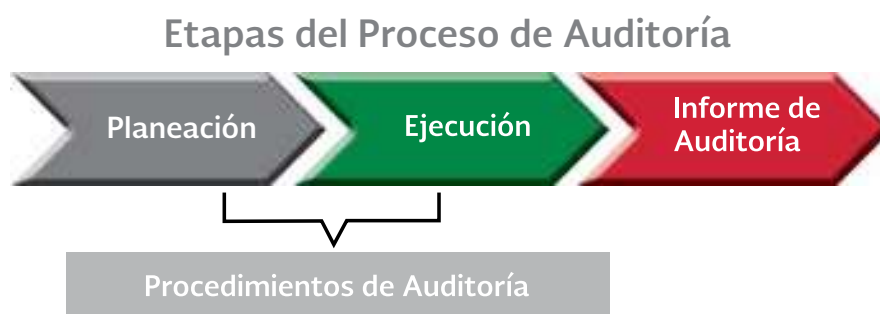 Etapas del Proceso de Auditoría
Planeación
Ejecución
Informe de
Auditoría
Procedimientos de Auditoría